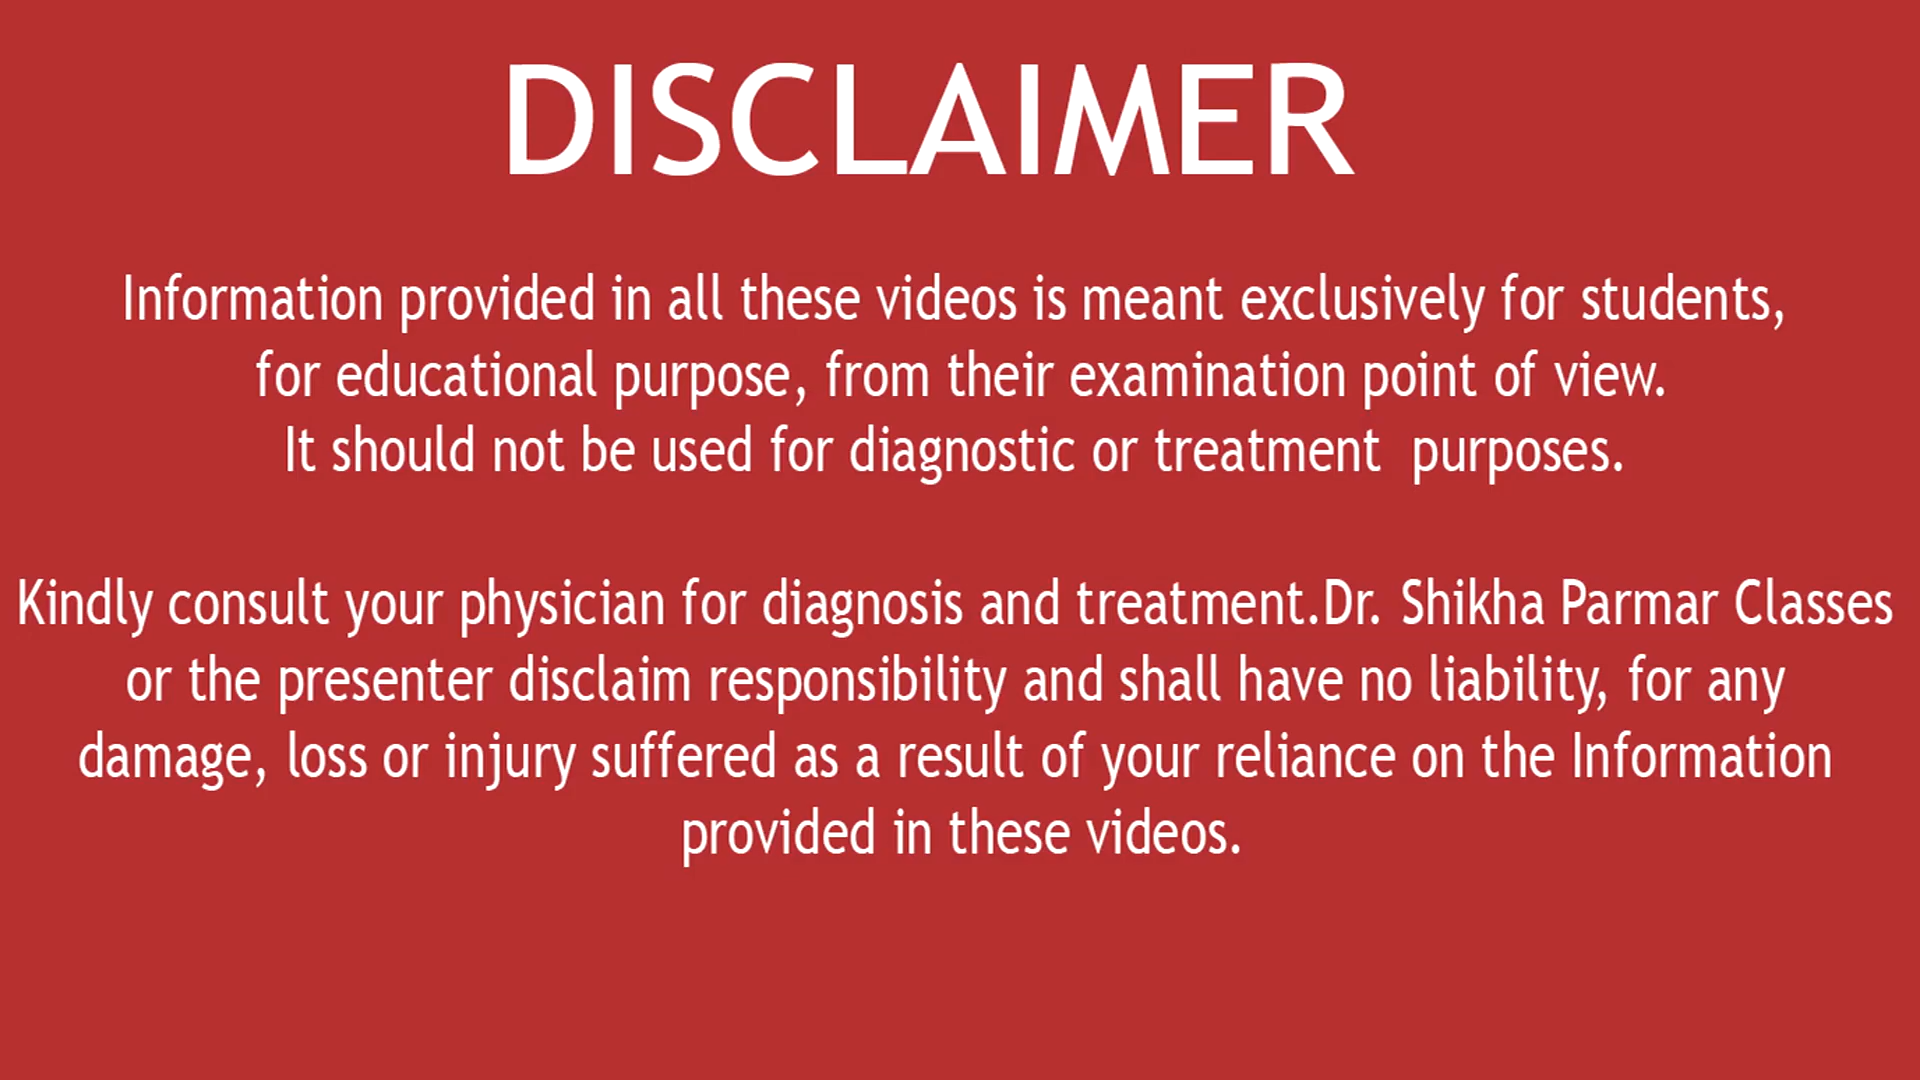 DISCLAIMER
Information provided in all these videos is meant exclusively for students,
for educational purpose, from their examination point of view.
It should not be used for diagnostic or treatment  purposes.
Kindly consult your physician for diagnosis and treatment.Dr. Shikha Parmar Classes
or the presenter disclaim responsibility and shall have no liability, for any
damage, loss or injury suffered as a result of your reliance on the Information
provided in these videos.